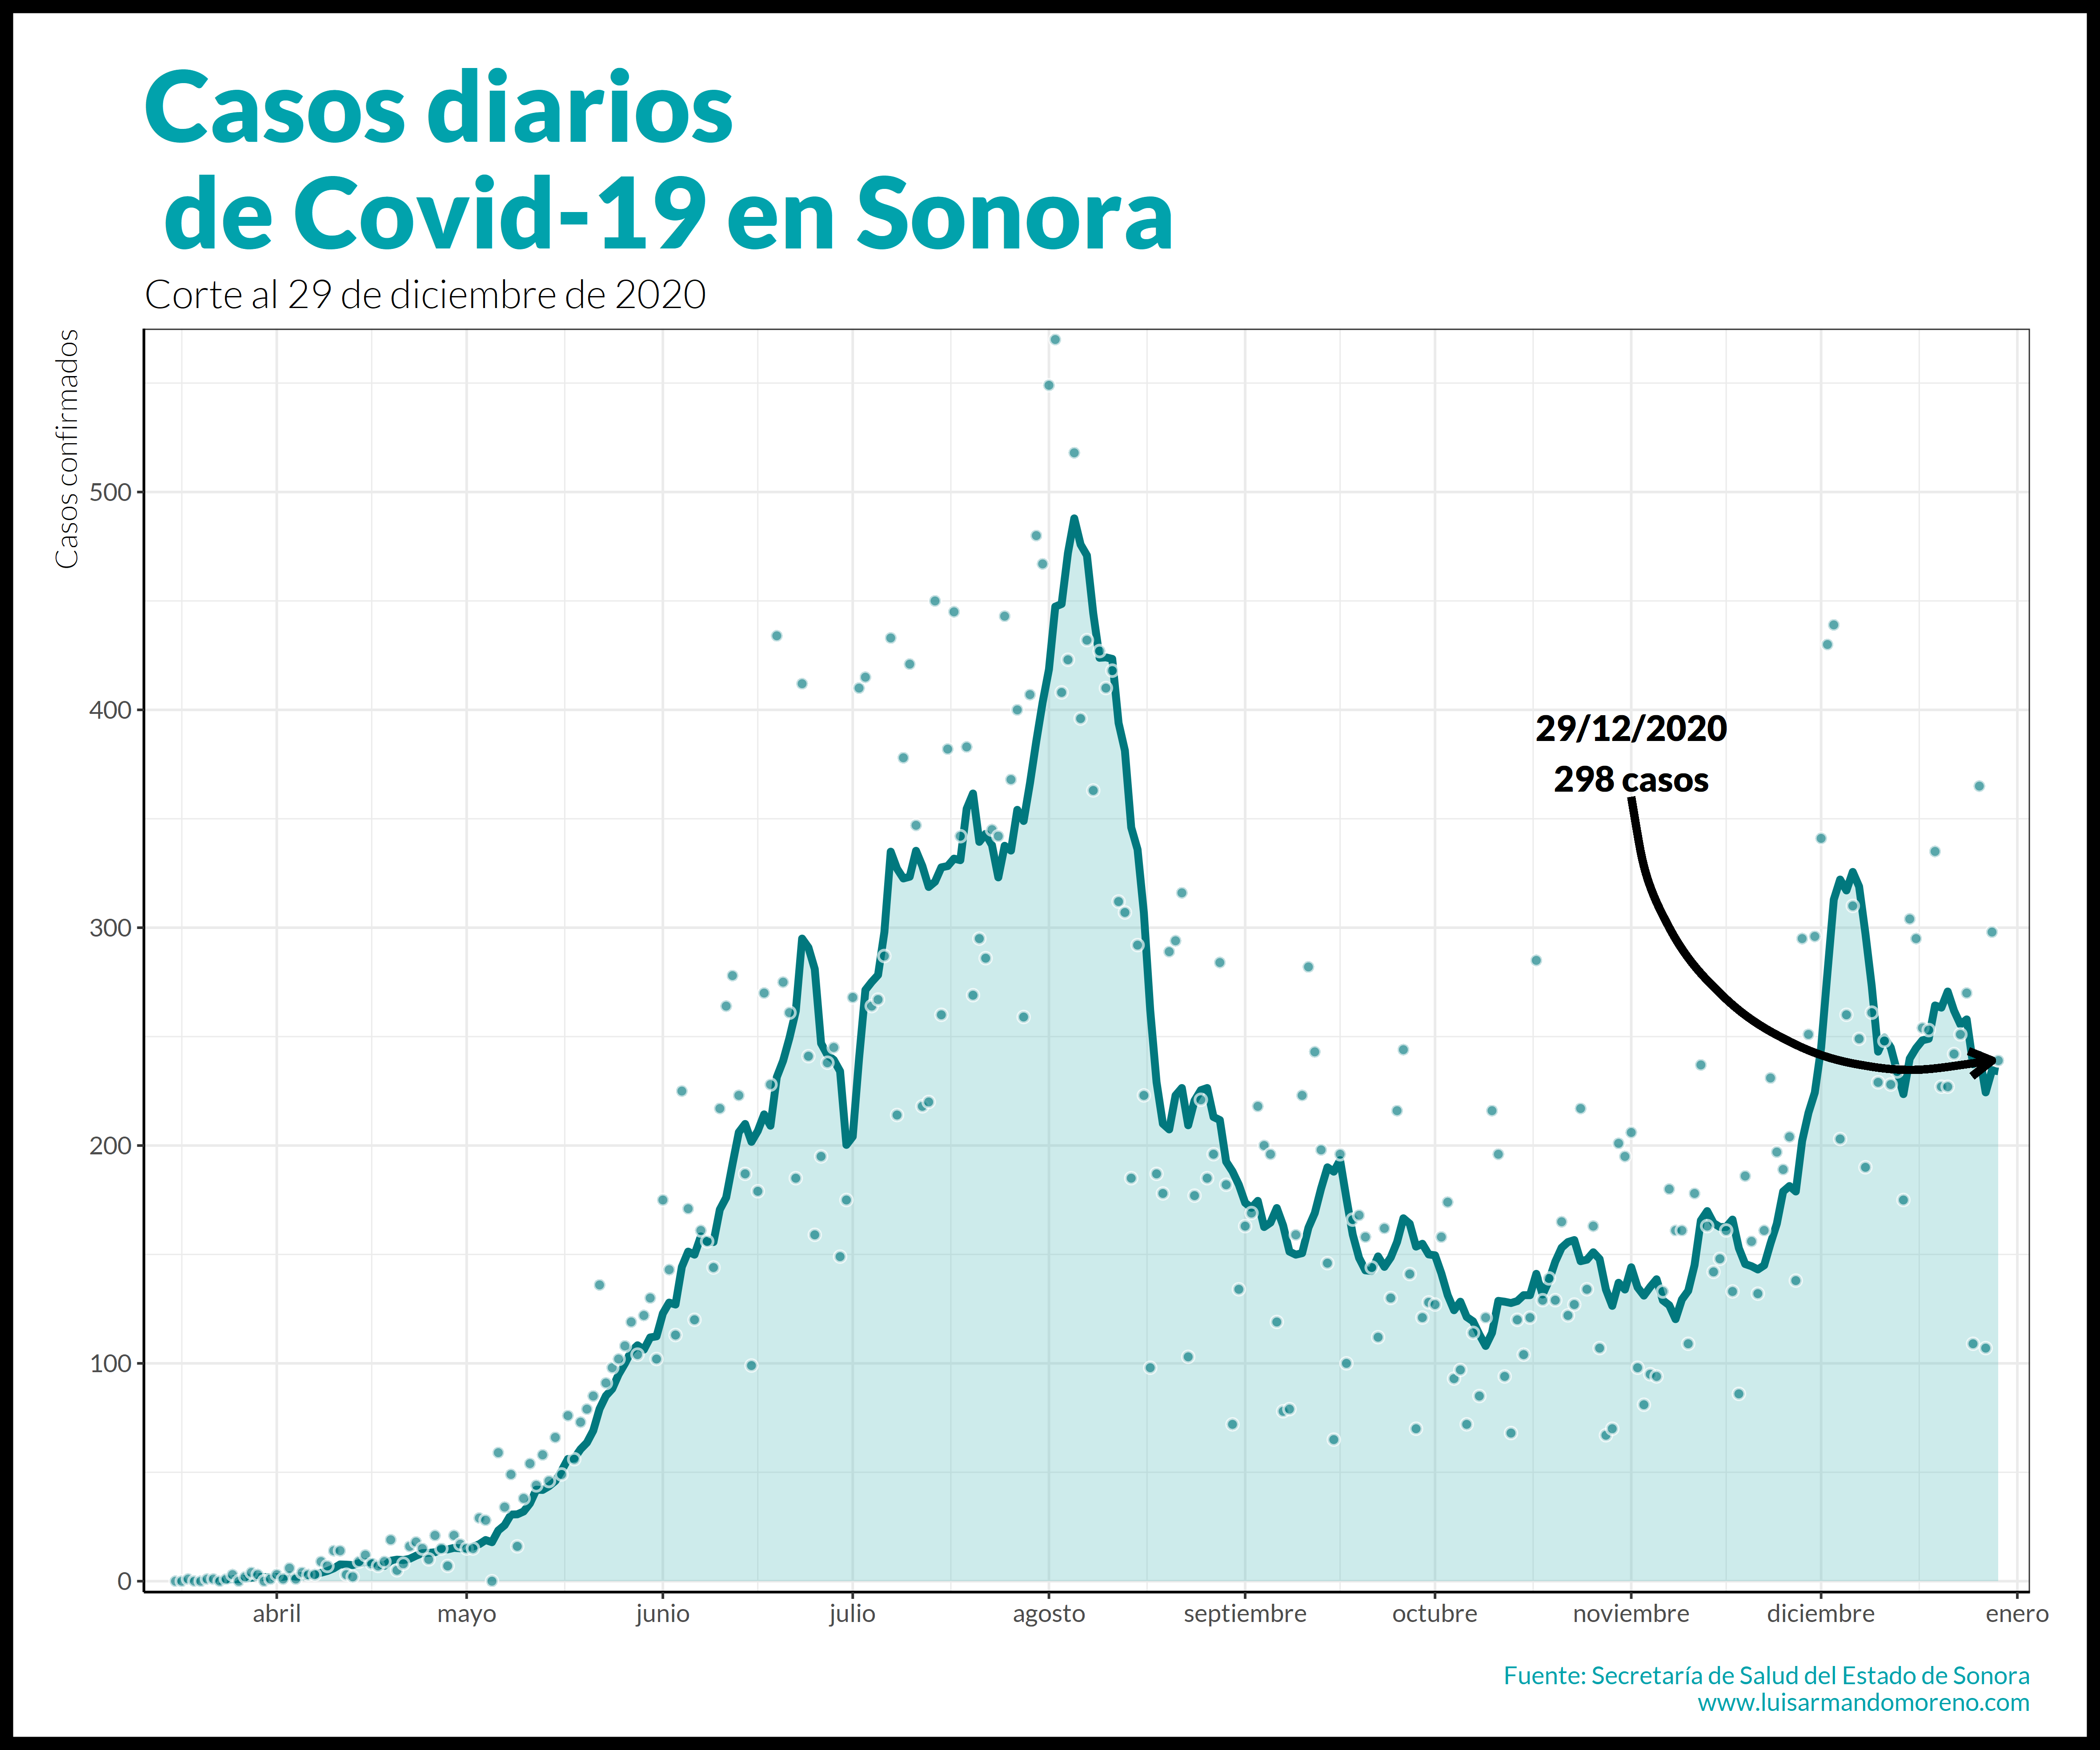 Casos diarios
de Covid-19 en Sonora
Corte al 29 de diciembre de 2020
Casos confirmados
500
400
300
200
100
0
29/12/2020
298 casos
abril mayo junio julio agosto septiembre octubre noviembre diciembre enero
Fuente: Secretaría de Salud del Estado de Sonora
www.luisarmandomoreno.com